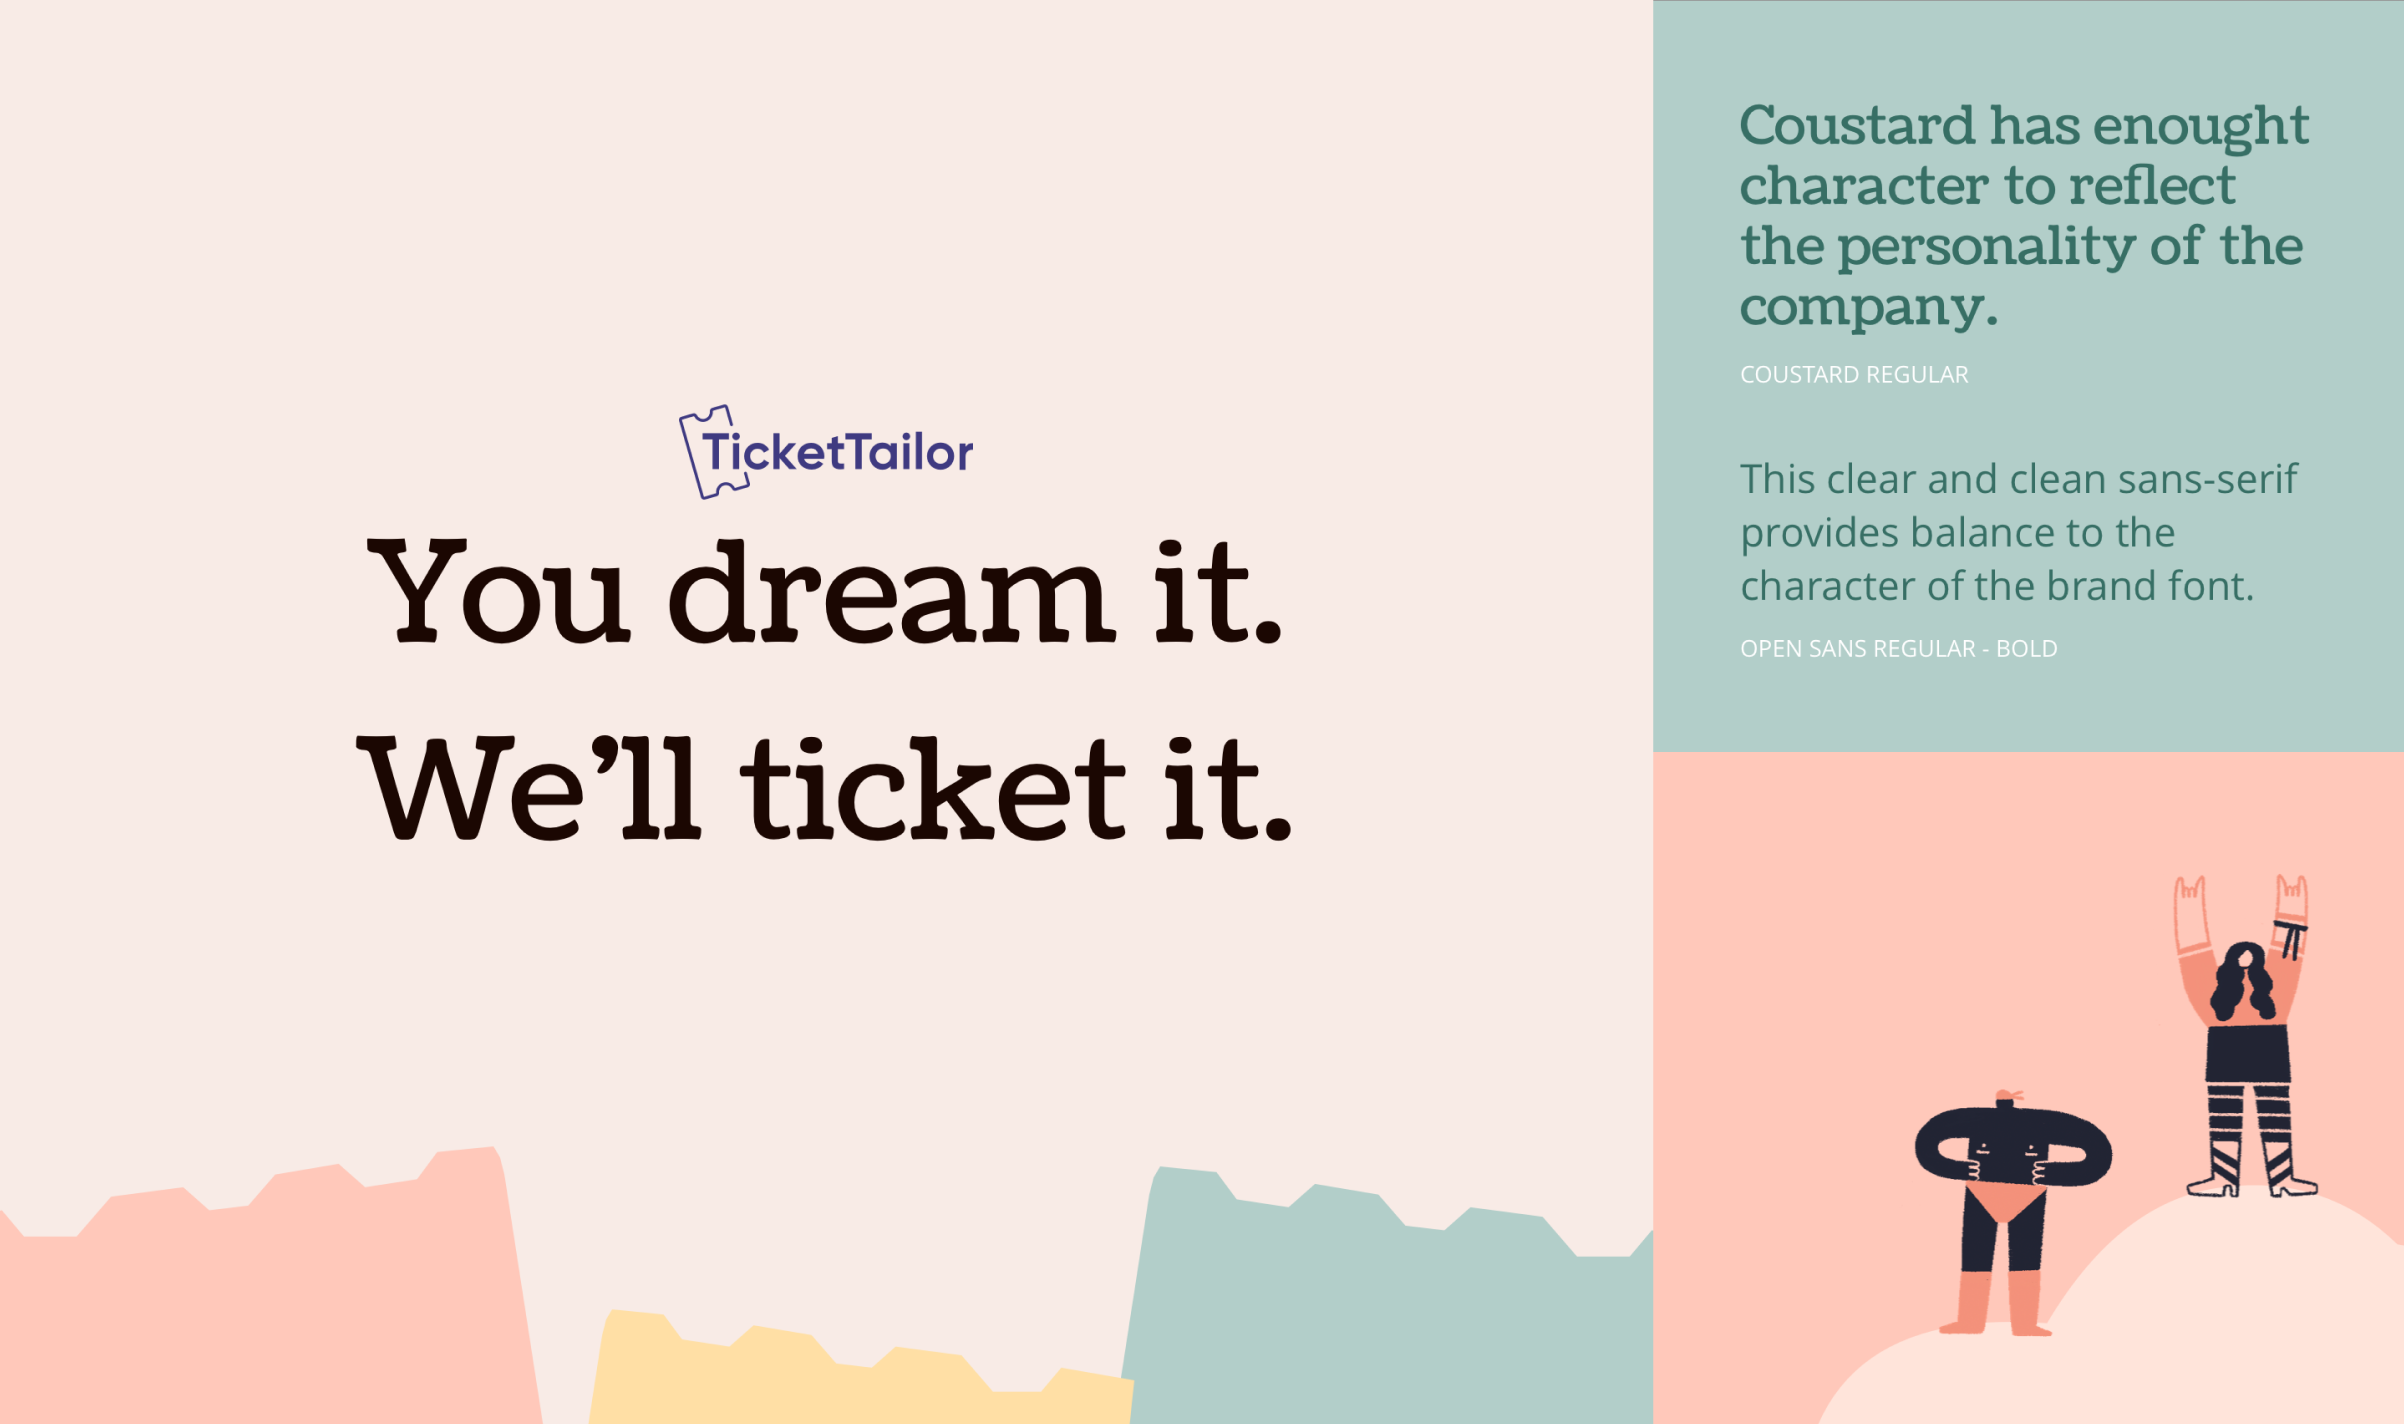 TicketTailor
You dream it.
We’ll ticket it.
Coustard has enought
character to reflect
the personality of the
company.
COUSTARD REGULAR
This clear and clean sans-serif
provides balance to the
character of the brand font.
OPEN SANS REGULAR - BOLD